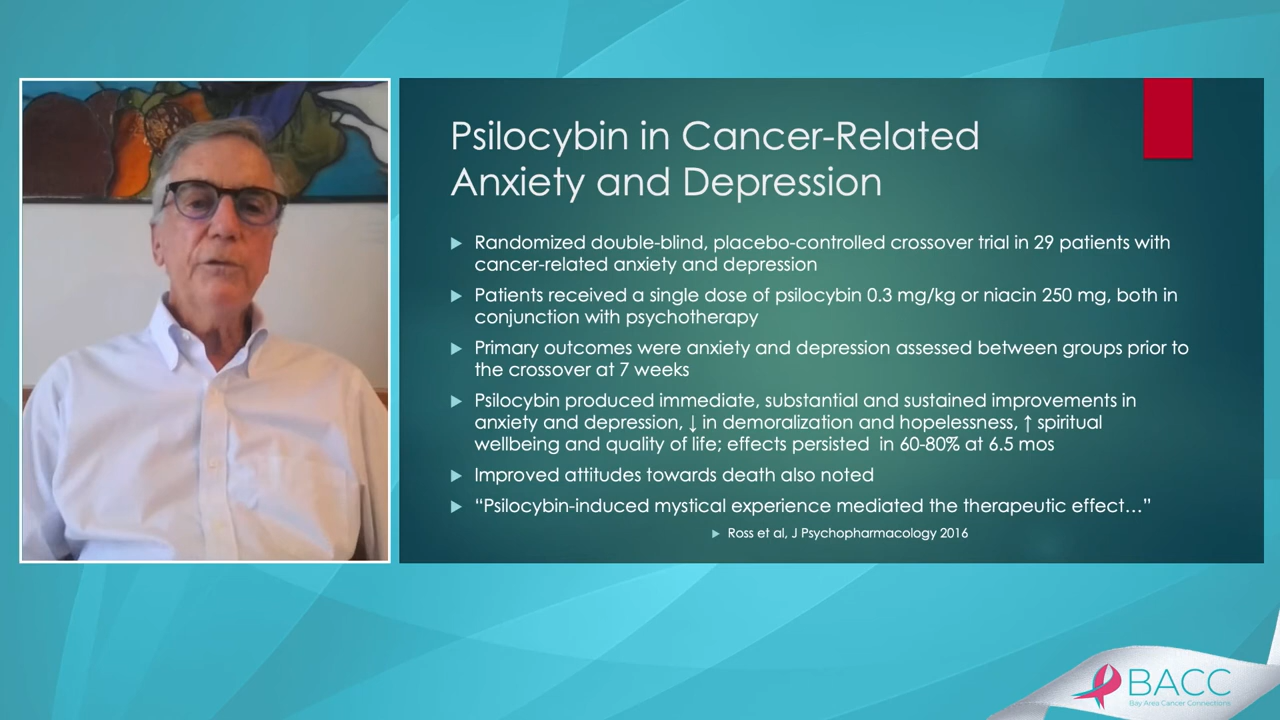 Psilocybin in Cancer-Related
Anxiety and Depression
Randomized double-blind, placebo-controlled crossover trial in 29 patients with
cancer-related anxiety and depression
Patients received a single dose of psilocybin 0.3 mg/kg or niacin 250 mg, both in
conjunction with psychotherapy
Primary outcomes were anxiety and depression assessed between groups prior to
the crossover at 7 weeks
Psilocybin produced immediate, substantial and sustained improvements in
anxiety and depression, ↓ in demoralization and hopelessness, ↑ spiritual
wellbeing and quality of life; effects persisted in 60-80% at 6.5 mos
Improved attitudes towards death also noted
“Psilocybin-induced mystical experience mediated the therapeutic effect…”
Ross et al, J Psychopharmacology 2016
BACC
Bay Area Cancer Connections